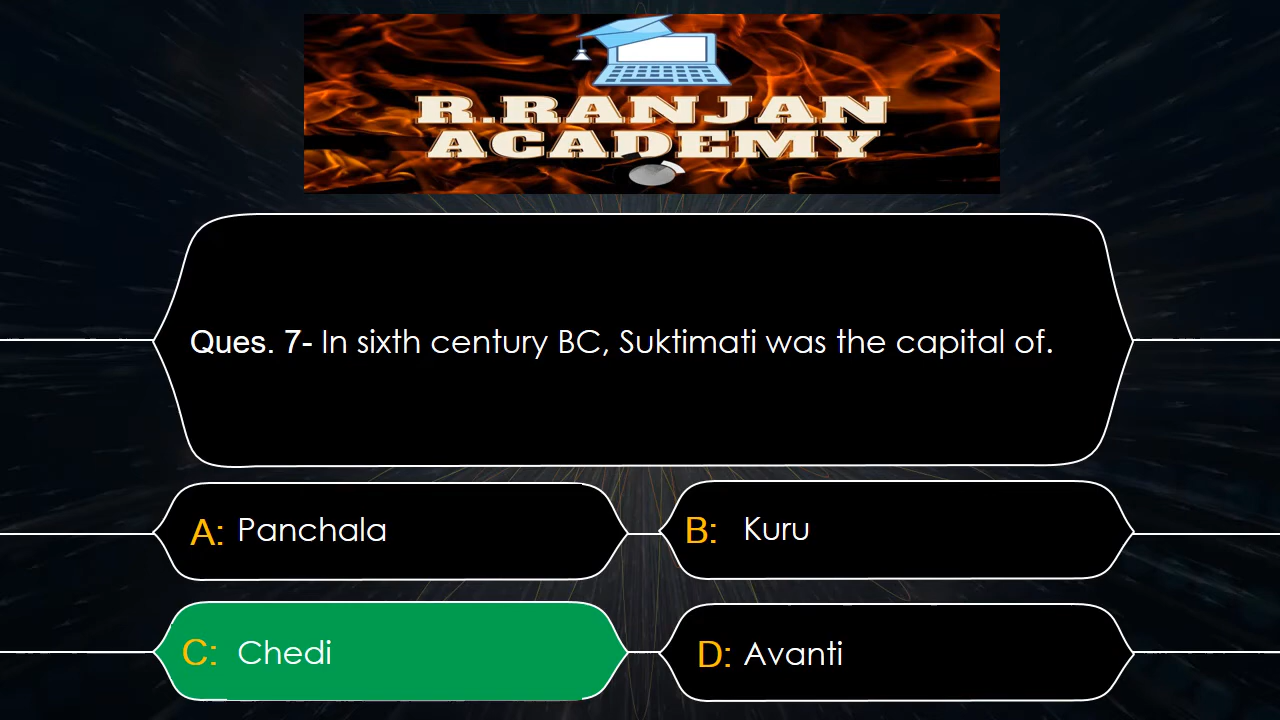 R.RANJAN
ACADEMY
Ques. 7- In sixth century BC, Suktimati was the capital of.
A: Panchala
B: Kuru
C: Chedi
D: Avanti